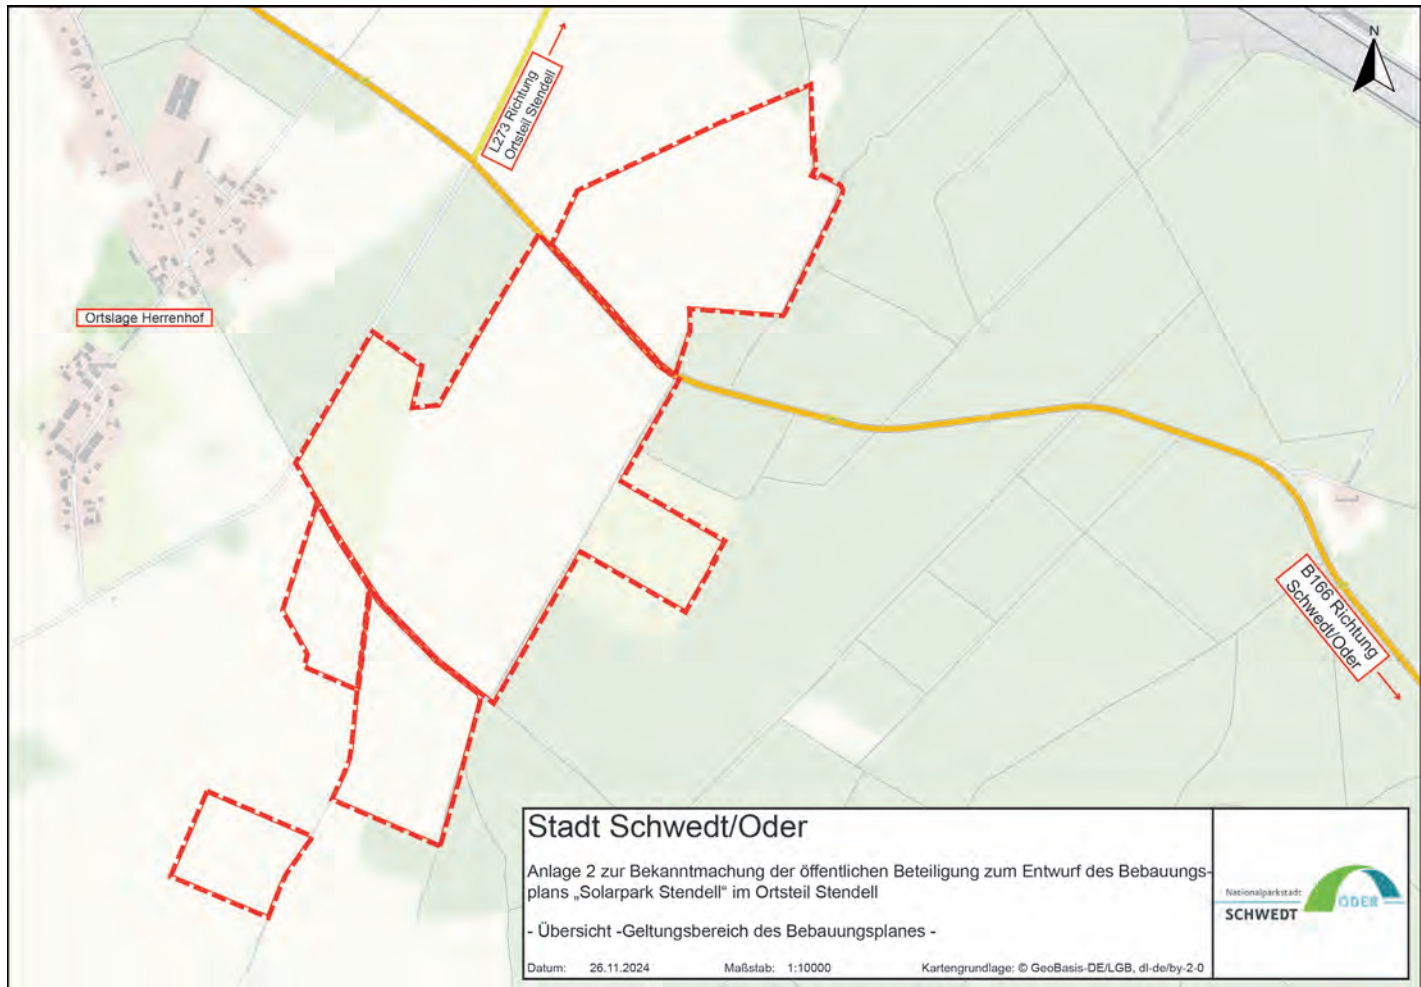 N
L273 Richtung
Ortsteil Stendell
Ortslage Herrenhof
B166 Richtung
Schwedt/Oder
Stadt Schwedt/Oder
Anlage 2 zur Bekanntmachung der öffentlichen Beteiligung zum Entwurf des Bebauungs-
plans „Solarpark Stendell“ im Ortsteil Stendell
- Übersicht -Geltungsbereich des Bebauungsplanes -
Datum: 26.11.2024 Maßstab: 1:10000 Kartengrundlage: © GeoBasis-DE/LGB, dl-de/by-2-0
Nationalparkstadt
SCHWEDT
ODER